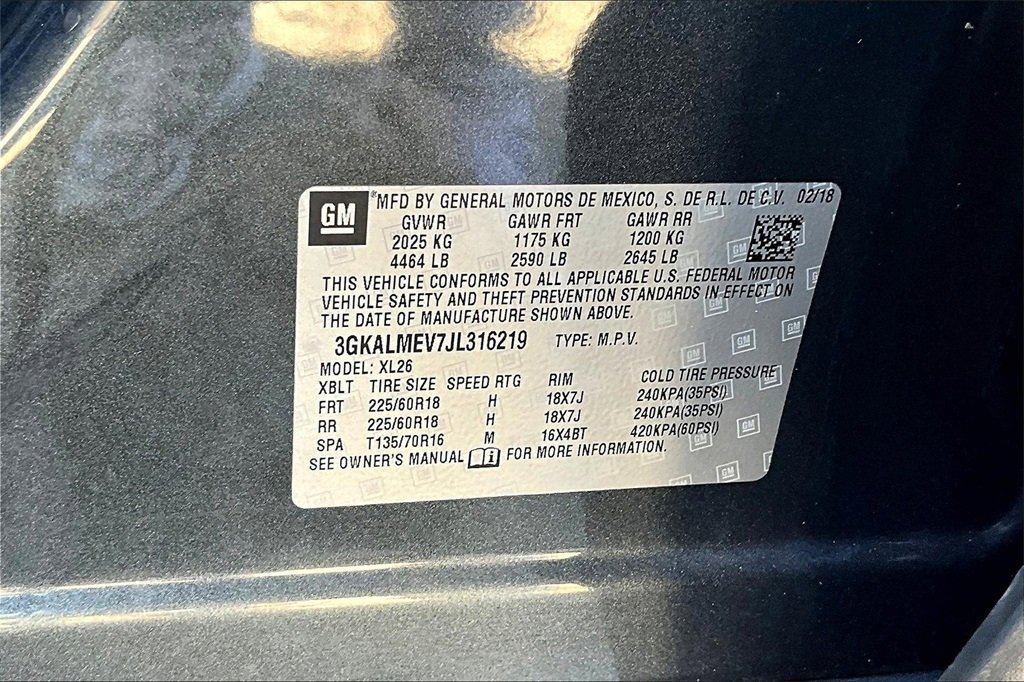 GM ®MFD BY GENERAL MOTORS DE MEXICO, S. DE R.L. DE C.V. 02/18
GVWR GAWR FRT GAWR RR
2025 KG 1175 KG 1200 KG
4464 LB 2590 LB 2645 LB
THIS VEHICLE CONFORMS TO ALL APPLICABLE U.S. FEDERAL MOTOR
VEHICLE SAFETY AND THEFT PREVENTION STANDARDS IN EFFECT ON
THE DATE OF MANUFACTURE SHOWN ABOVE.
3GKALMEV7JL316219 TYPE: M.P.V.
MODEL: XL26
XBLT TIRE SIZE SPEED RTG RIM COLD TIRE PRESSURE
FRT 225/60R18 H 18X7J 240KPA(35PSI)
RR 225/60R18 H 18X7J 240KPA(35PSI)
SPA T135/70R16 M 16X4BT 420KPA(60PSI)
SEE OWNER'S MANUAL FOR MORE INFORMATION.